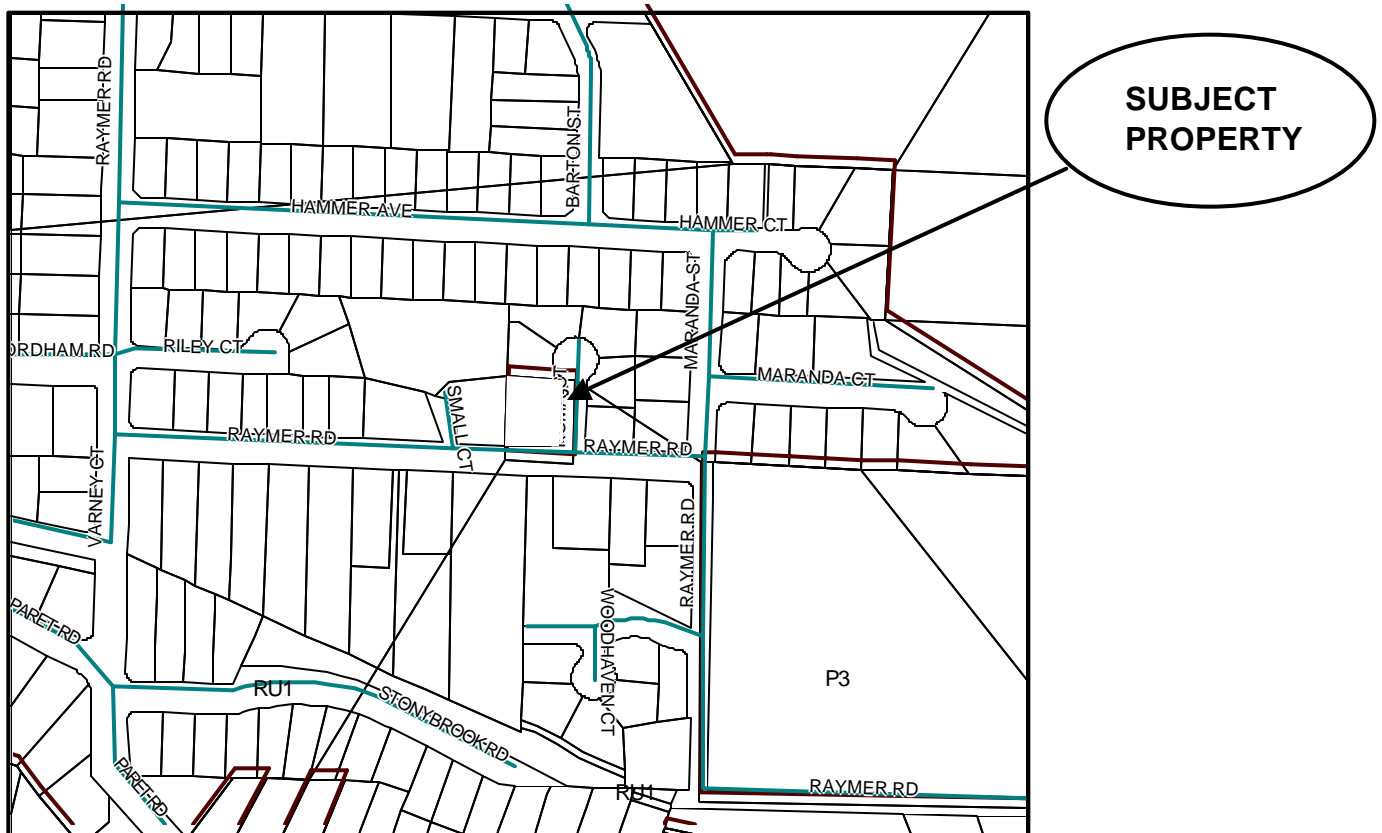 SUBJECT
PROPERTY
RAYMER RD
BARTON ST
HAMMER AVE
HAMMER CT
MARANDA ST
ORDHAM RD
RILEY CT
MARANDA CT
SMALL CT
RAYMER RD
RAYMER RD
VARNEY CT
RAYMER RD
PARET RD
WOODHAVEN CT
P3
RU1
STONYBROOK RD
PARET RD
RU1
RAYMER RD